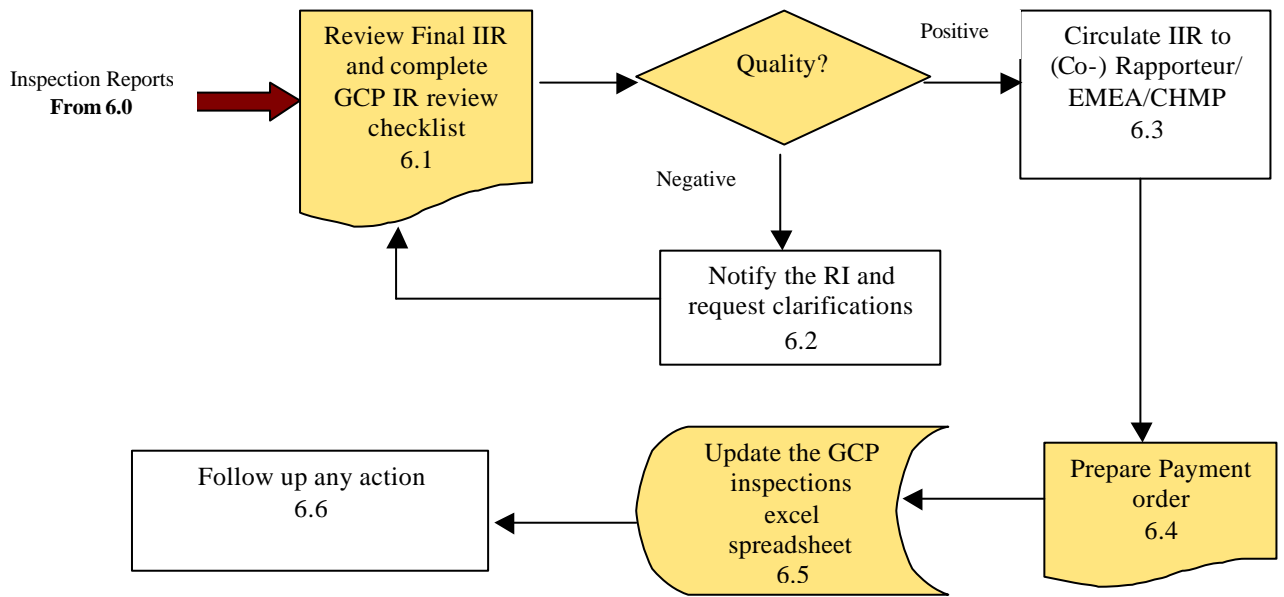 Inspection Reports
From 6.0
Review Final IIR
and complete
GCP IR review
checklist
6.1
Quality?
Positive
Negative
Circulate IIR to
(Co-) Rapporteur/
EMEA/CHMP
6.3
Notify the RI and
request clarifications
6.2
Follow up any action
6.6
Update the GCP
inspections
excel
spreadsheet
6.5
Prepare Payment
order
6.4